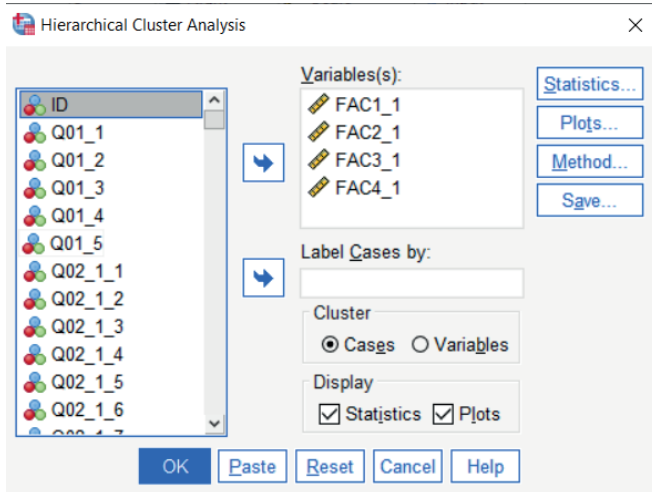 Hierarchical Cluster Analysis
ID
Q01_1
Q01_2
Q01_3
Q01_4
Q01_5
Q02_1_1
Q02_1_2
Q02_1_3
Q02_1_4
Q02_1_5
Q02_1_6
Variables(s):
FAC1_1
FAC2_1
FAC3_1
FAC4_1
Label Cases by:
Cluster
Cases Variables
Display
Statistics Plots
Statistics...
Plots...
Method...
Save...
OK Paste Reset Cancel Help